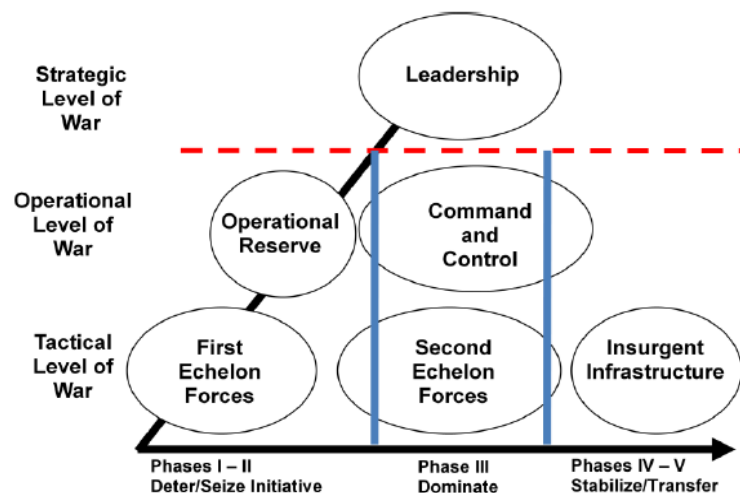 Strategic
Level of
War
Leadership
Operational
Level of
War
Operational
Reserve
Command
and
Control
Tactical
Level of
War
First
Echelon
Forces
Second
Echelon
Forces
Insurgent
Infrastructure
Phases I – II
Deter/Seize Initiative
Phase III
Dominate
Phases IV – V
Stabilize/Transfer